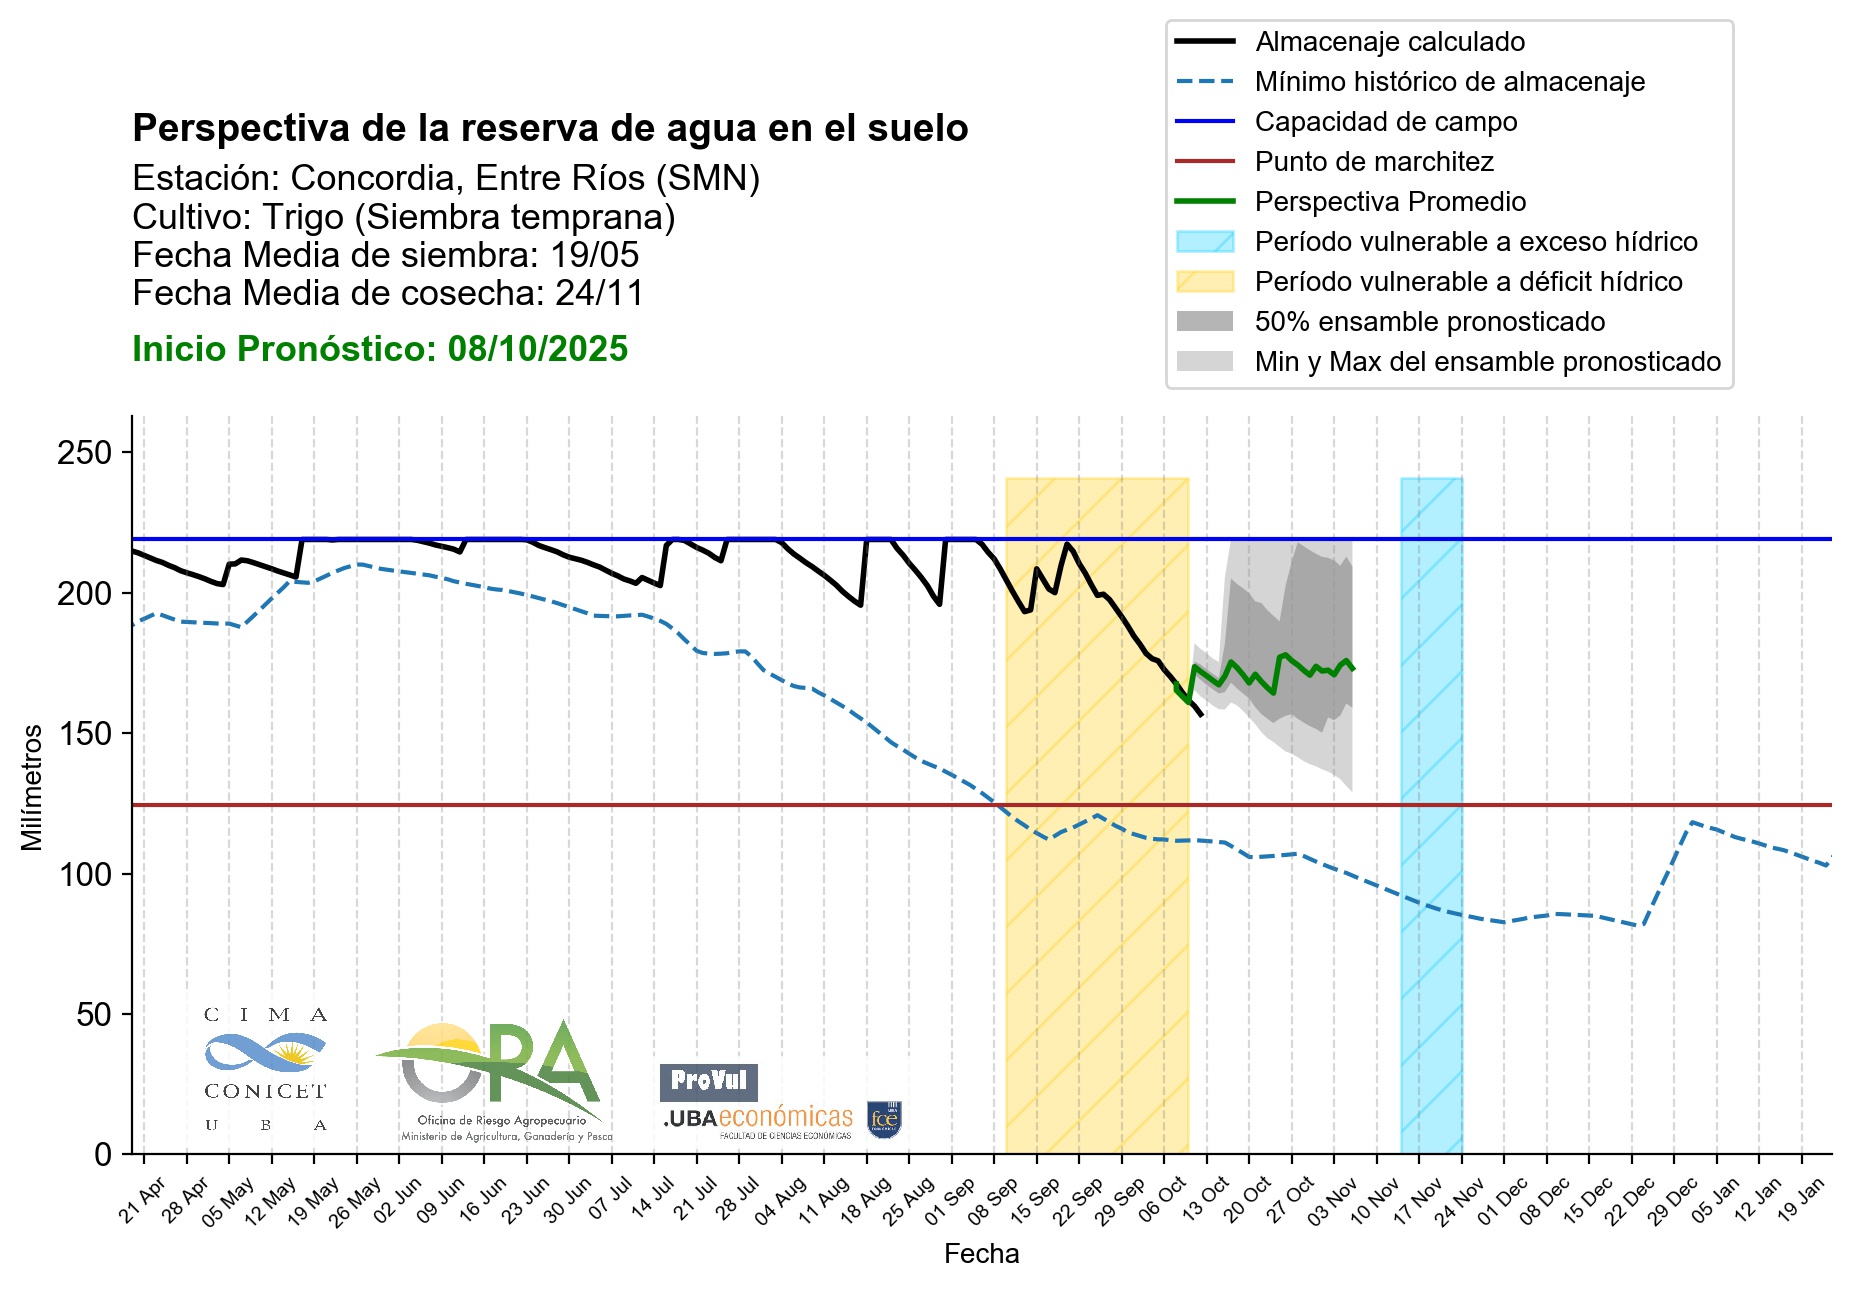 Almacenaje calculado
Mínimo histórico de almacenaje
Capacidad de campo
Punto de marchitez
Perspectiva Promedio
Período vulnerable a exceso hídrico
Período vulnerable a déficit hídrico
50% ensamble pronosticado
Min y Max del ensamble pronosticado
Perspectiva de la reserva de agua en el suelo
Estación: Concordia, Entre Ríos (SMN)
Cultivo: Trigo (Siembra temprana)
Fecha Media de siembra: 19/05
Fecha Media de cosecha: 24/11
Inicio Pronóstico: 08/10/2025
Milímetros
250
200
150
100
50
0
CIMA
CONICET
UBA
ORA
Oficina de Riesgo Agropecuario
Ministerio de Agricultura, Ganadería y Pesca
ProVul
.UBAeconómicas
FACULTAD DE CIENCIAS ECONÓMICAS
fce
21 Apr
28 Apr
05 May
12 May
19 May
26 May
02 Jun
09 Jun
16 Jun
23 Jun
30 Jun
07 Jul
14 Jul
21 Jul
28 Jul
04 Aug
11 Aug
18 Aug
25 Aug
01 Sep
08 Sep
15 Sep
22 Sep
29 Sep
06 Oct
13 Oct
20 Oct
27 Oct
03 Nov
10 Nov
17 Nov
24 Nov
01 Dec
08 Dec
15 Dec
22 Dec
29 Dec
05 Jan
12 Jan
19 Jan
Fecha